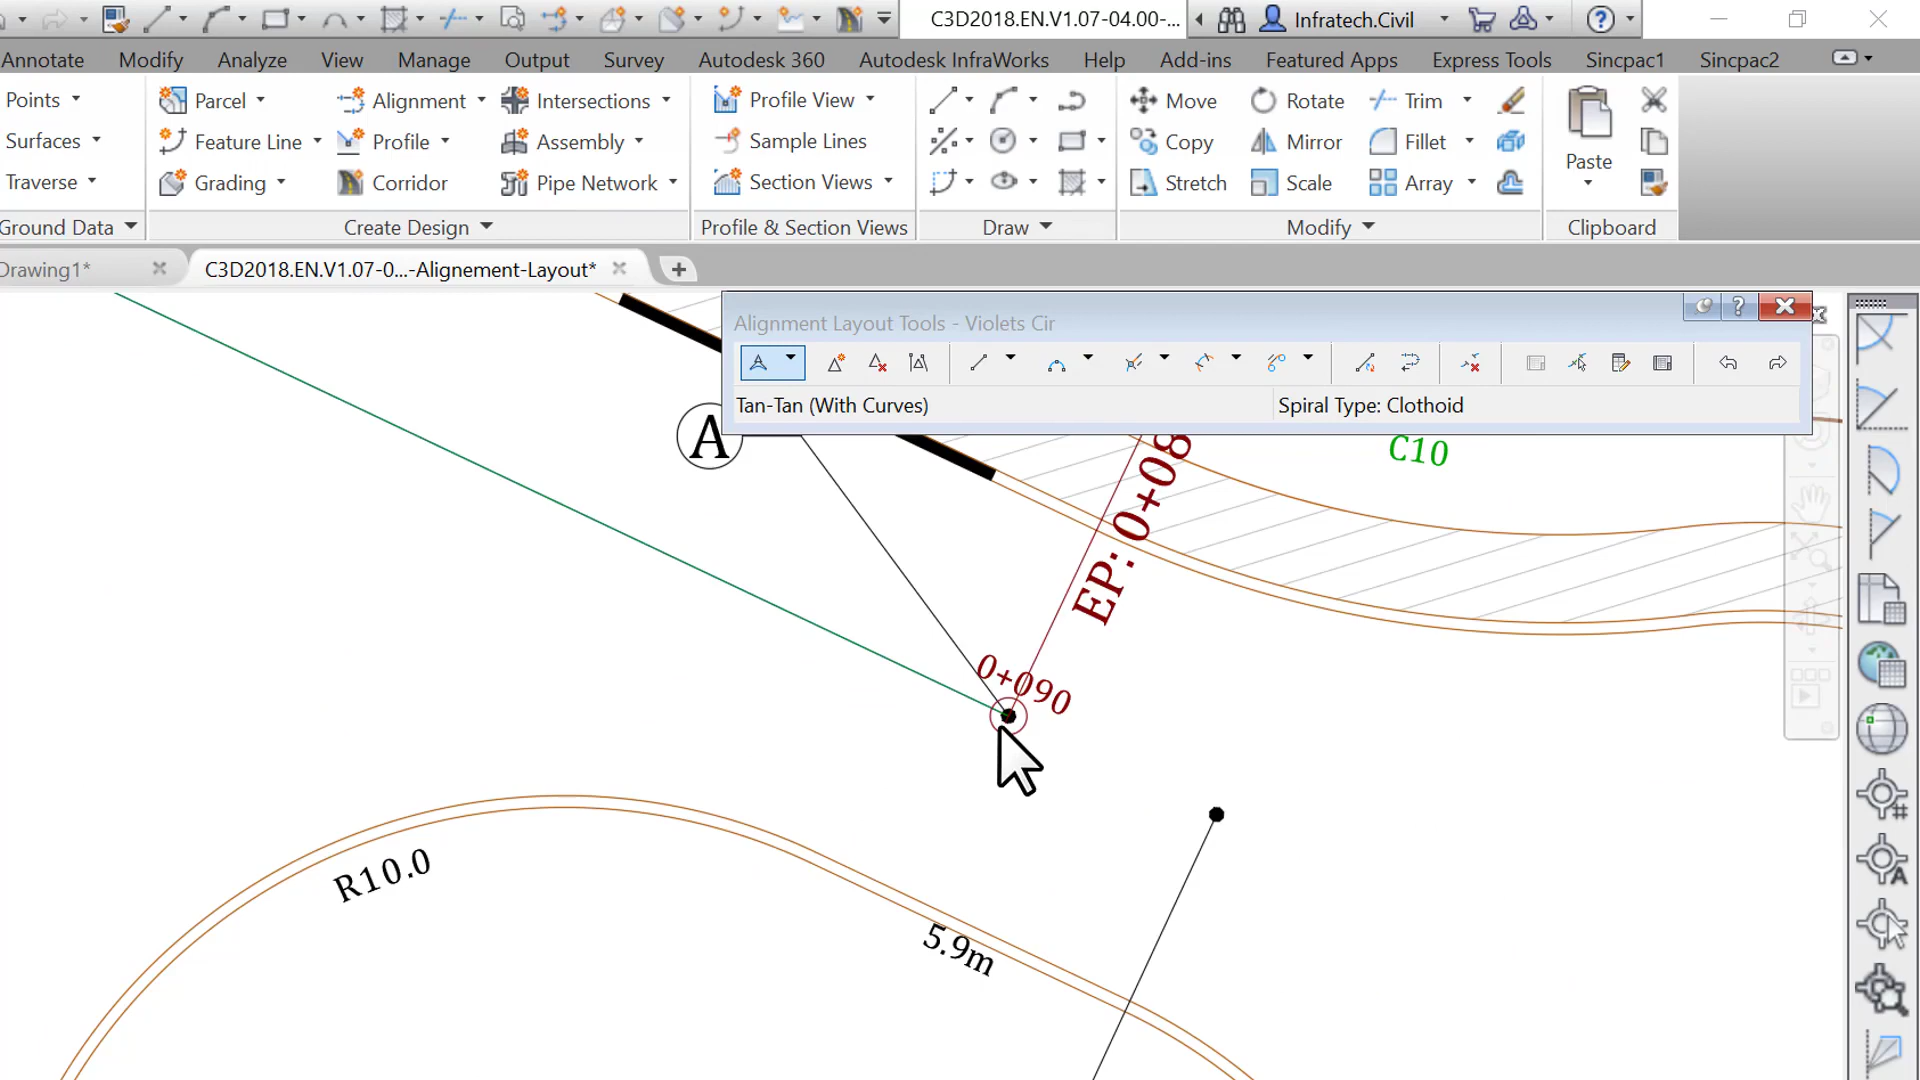 C3D2018.EN.V1.07-04.00-...
Infratech.Civil
Annotate Modify Analyze View Manage Output Survey Autodesk 360 Autodesk InfraWorks Help Add-ins Featured Apps Express Tools Sincpac1 Sincpac2
Points Parcel Alignment Intersections Profile View Move Rotate Trim
Surfaces Feature Line Profile Assembly Sample Lines Copy Mirror Fillet Paste
Traverse Grading Corridor Pipe Network Section Views Stretch Scale Array
Ground Data Create Design Profile & Section Views Draw Modify Clipboard
Drawing1* C3D2018.EN.V1.07-0...-Alignement-Layout*
Alignment Layout Tools - Violets Cir
Tan-Tan (With Curves) Spiral Type: Clothoid
A
C10
EP: 0+08
0+090
R10.0
5.9m